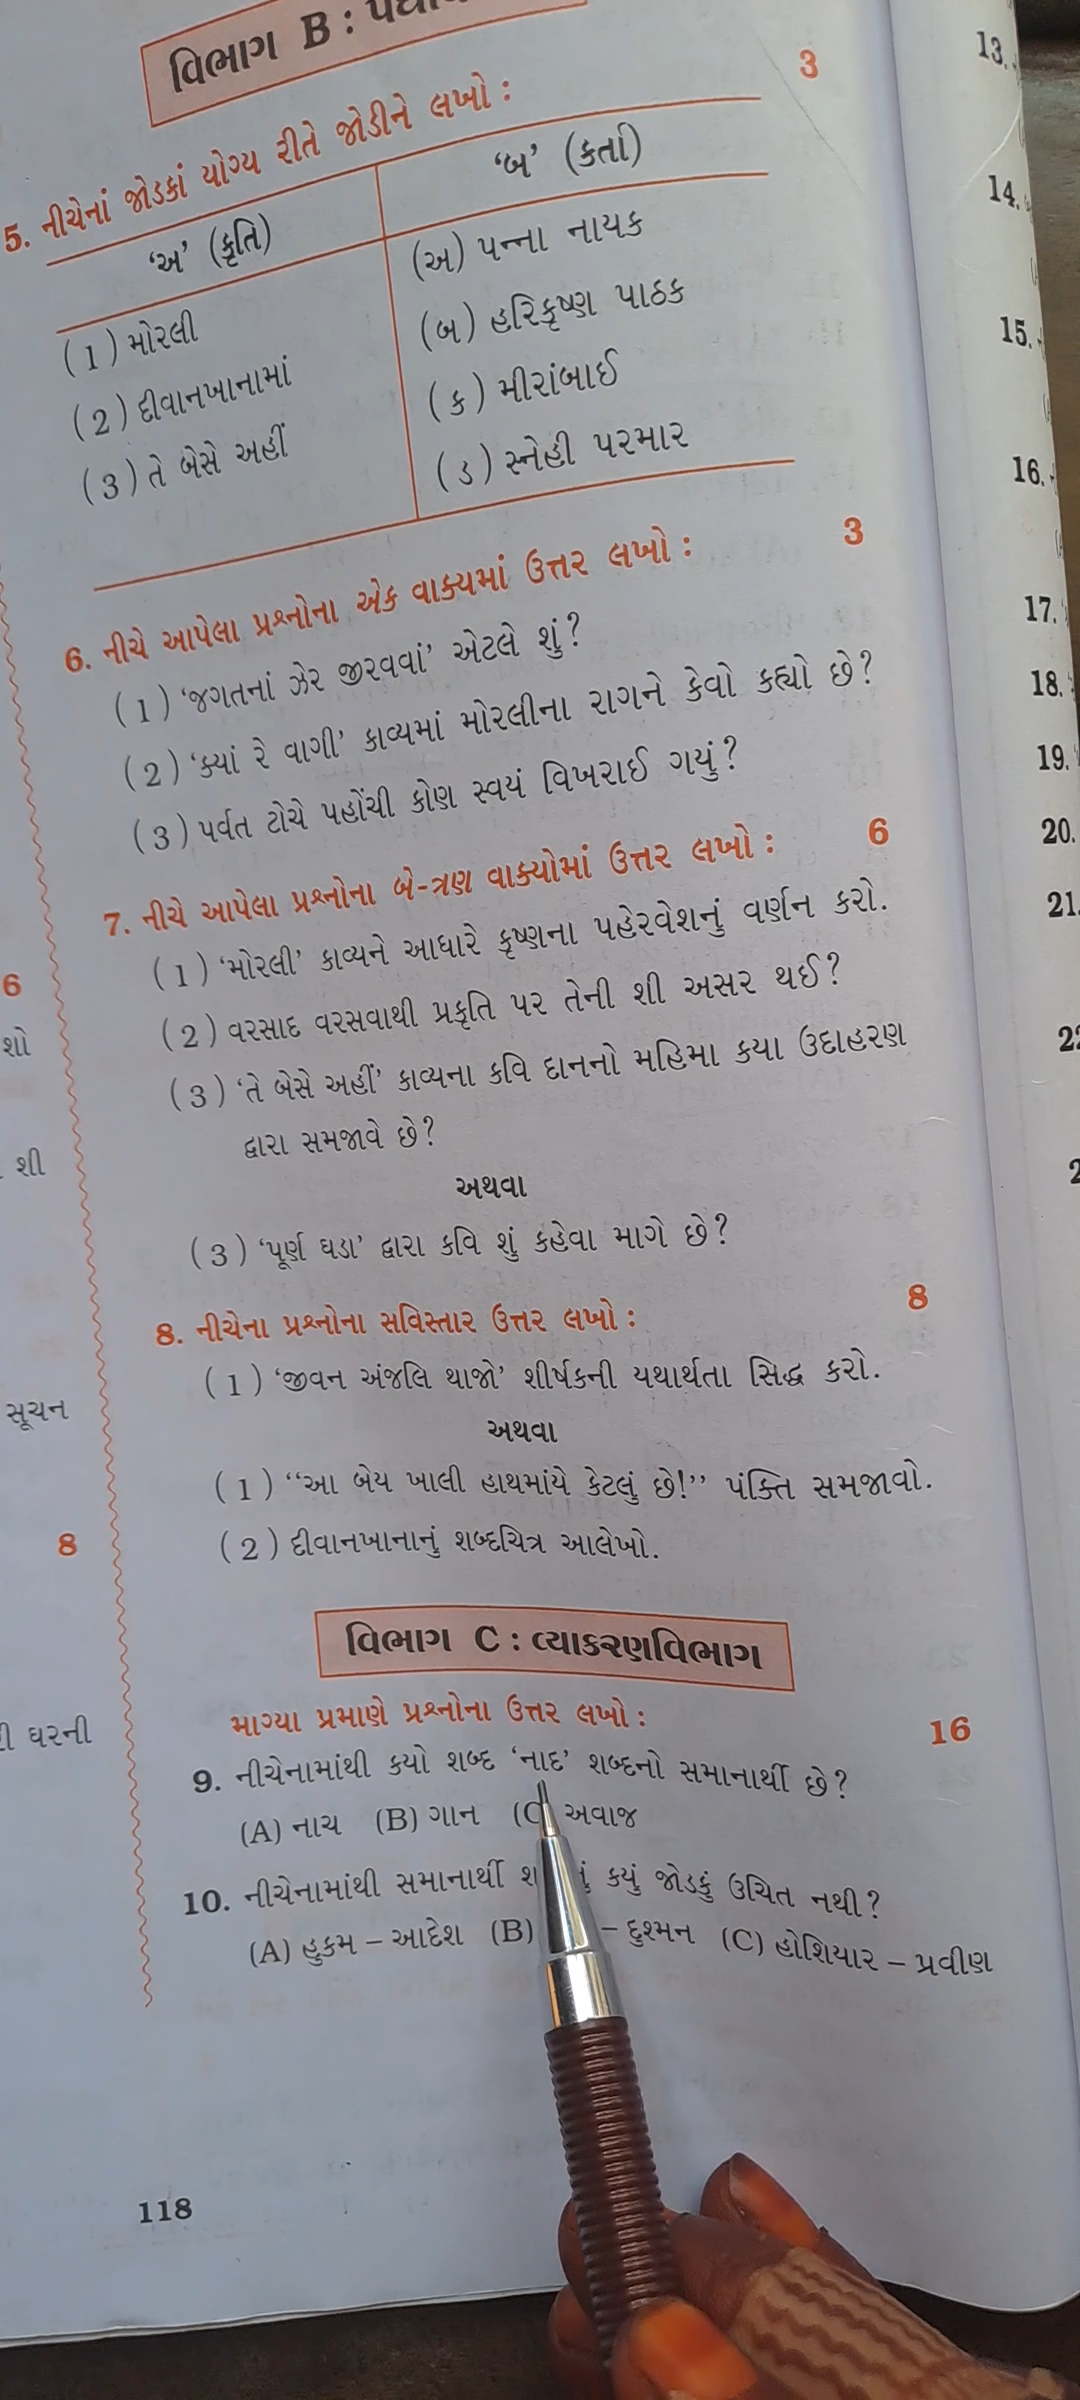 વિભાગ B :
5. નીચેનાં જોડકાં યોગ્ય રીતે જોડીને લખો : 3
‘અ’ (કૃતિ) ‘બ’ (કર્તા)
(1) મોરલી (અ) પન્ના નાયક
(2) દીવાનખાનામાં (બ) હરિકૃષ્ણ પાઠક
(3) તે બેસે અહીં (ક) મીરાંબાઈ
(ડ) સ્નેહી પરમાર
6. નીચે આપેલા પ્રશ્નોના એક વાક્યમાં ઉત્તર લખો : 3
(1) ‘જગતનાં ઝેર જીરવવાં’ એટલે શું?
(2) ‘ક્યાં રે વાગી’ કાવ્યમાં મોરલીના રાગને કેવો કહ્યો છે?
(3) પર્વત ટોચે પહોંચી કોણ સ્વયં વિખરાઈ ગયું?
7. નીચે આપેલા પ્રશ્નોના બે-ત્રણ વાક્યોમાં ઉત્તર લખો : 6
(1) ‘મોરલી’ કાવ્યને આધારે કૃષ્ણના પહેરવેશનું વર્ણન કરો.
(2) વરસાદ વરસવાથી પ્રકૃતિ પર તેની શી અસર થઈ?
(3) ‘તે બેસે અહીં’ કાવ્યના કવિ દાનનો મહિમા કયા ઉદાહરણ
દ્વારા સમજાવે છે?
અથવા
(3) ‘પૂર્ણ ઘડા’ દ્વારા કવિ શું કહેવા માગે છે?
8. નીચેના પ્રશ્નોના સવિસ્તાર ઉત્તર લખો : 8
(1) ‘જીવન અંજલિ થાજો’ શીર્ષકની યથાર્થતા સિદ્ધ કરો.
અથવા
(1) “આ બેય ખાલી હાથમાંયે કેટલું છે!” પંક્તિ સમજાવો.
(2) દીવાનખાનાનું શબ્દચિત્ર આલેખો.
વિભાગ C : વ્યાકરણવિભાગ
માગ્યા પ્રમાણે પ્રશ્નોના ઉત્તર લખો : 16
9. નીચેનામાંથી કયો શબ્દ ‘નાદ’ શબ્દનો સમાનાર્થી છે?
(A) નાચ (B) ગાન (C અવાજ
10. નીચેનામાંથી સમાનાર્થી કયું જોડકું ઉચિત નથી?
(A) હુકમ – આદેશ (B) – દુશ્મન (C) હોશિયાર – પ્રવીણ
118
6
શો
શી
સૂચન
8
ઘરની
13.
14.
15.
16.
17.
18.
19.
20.
21.